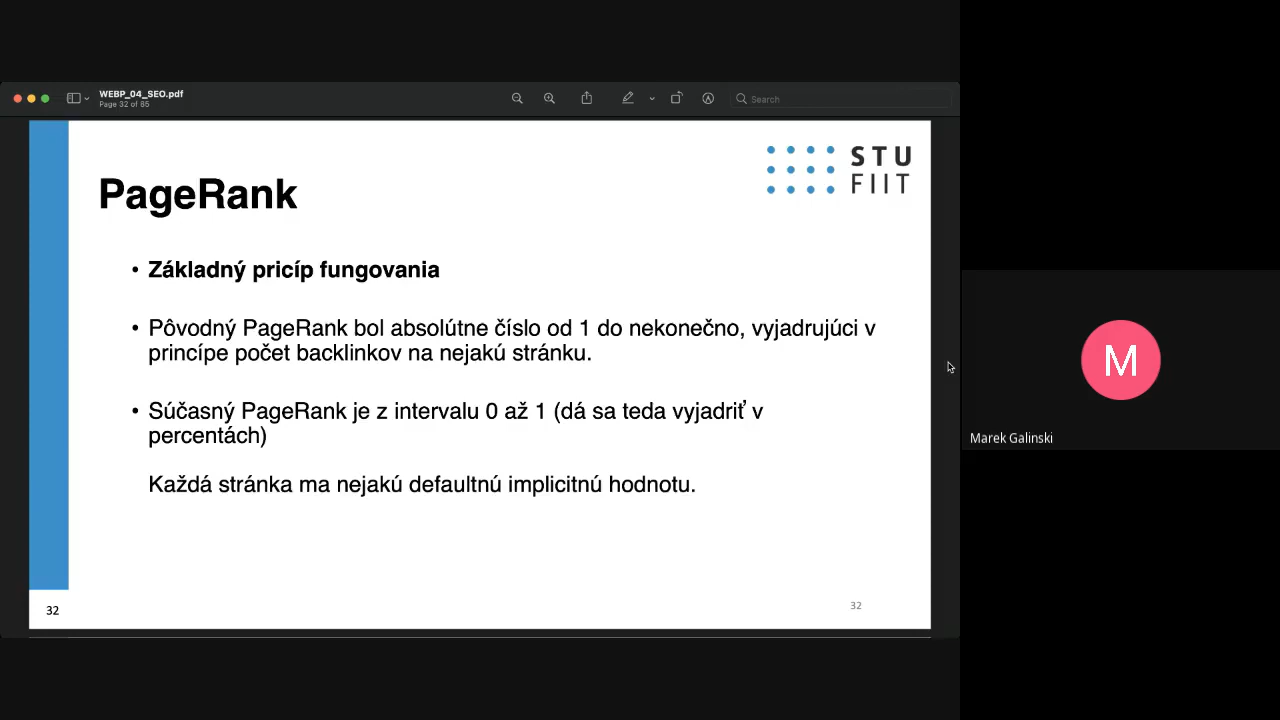 WEBP_04_SEO.pdf
Page 32 of 85
Search
STU
FIIT
PageRank
• Základný pricíp fungovania
• Pôvodný PageRank bol absolútne číslo od 1 do nekonečno, vyjadrujúci v
princípe počet backlinkov na nejakú stránku.
• Súčasný PageRank je z intervalu 0 až 1 (dá sa teda vyjadriť v
percentách)
Každá stránka ma nejakú defaultnú implicitnú hodnotu.
32
32
M
Marek Galinski